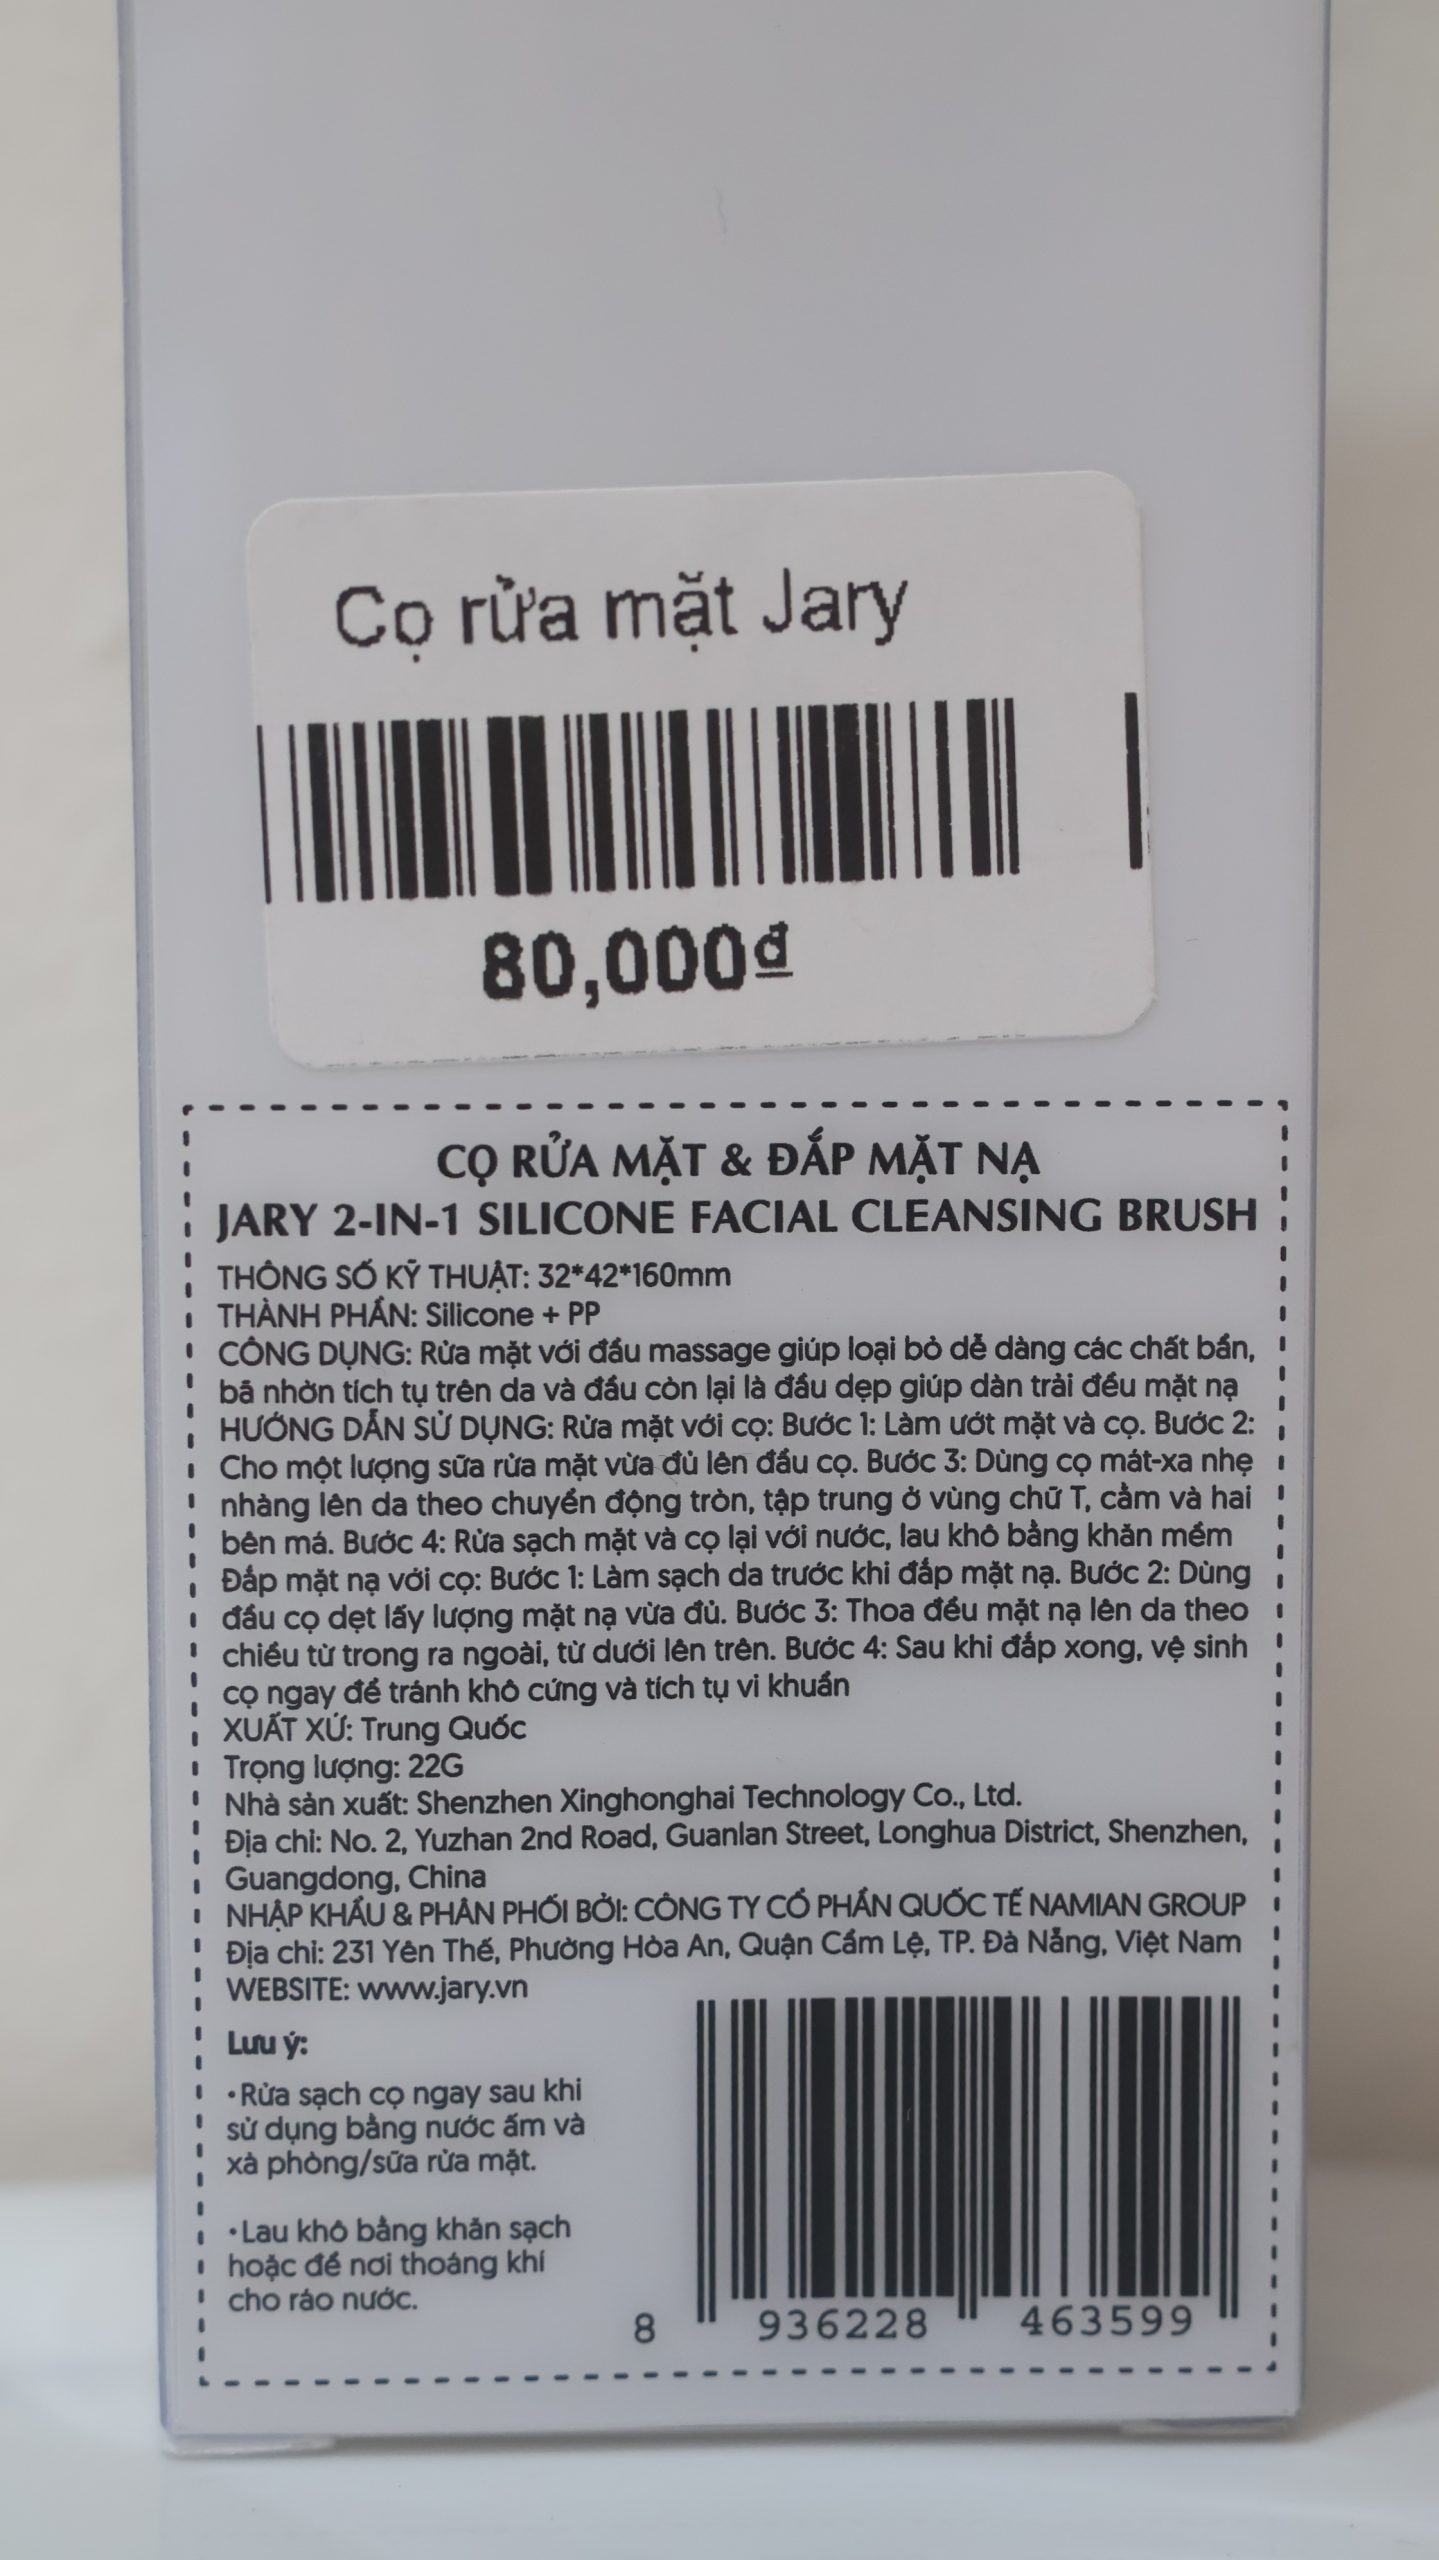 Cọ rửa mặt Jary
80,000₫
CỌ RỬA MẶT & ĐẮP MẶT NẠ
JARY 2-IN-1 SILICONE FACIAL CLEANSING BRUSH
THÔNG SỐ KỸ THUẬT: 32*42*160mm
THÀNH PHẦN: Silicone + PP
CÔNG DỤNG: Rửa mặt với đầu massage giúp loại bỏ dễ dàng các chất bẩn,
bã nhờn tích tụ trên da và đầu còn lại là đầu dẹp giúp dàn trải đều mặt nạ
HƯỚNG DẪN SỬ DỤNG: Rửa mặt với cọ: Bước 1: Làm ướt mặt và cọ. Bước 2:
Cho một lượng sữa rửa mặt vừa đủ lên đầu cọ. Bước 3: Dùng cọ mát-xa nhẹ
nhàng lên da theo chuyển động tròn, tập trung ở vùng chữ T, cằm và hai
bên má. Bước 4: Rửa sạch mặt và cọ lại với nước, lau khô bằng khăn mềm
Đắp mặt nạ với cọ: Bước 1: Làm sạch da trước khi đắp mặt nạ. Bước 2: Dùng
đầu cọ dẹt lấy lượng mặt nạ vừa đủ. Bước 3: Thoa đều mặt nạ lên da theo
chiều từ trong ra ngoài, từ dưới lên trên. Bước 4: Sau khi đắp xong, vệ sinh
cọ ngay để tránh khô cứng và tích tụ vi khuẩn
XUẤT XỨ: Trung Quốc
Trọng lượng: 22G
Nhà sản xuất: Shenzhen Xinghonghai Technology Co., Ltd.
Địa chỉ: No. 2, Yuzhan 2nd Road, Guanlan Street, Longhua District, Shenzhen,
Guangdong, China
NHẬP KHẨU & PHÂN PHỐI BỞI: CÔNG TY CỔ PHẦN QUỐC TẾ NAMIAN GROUP
Địa chỉ: 231 Yên Thế, Phường Hòa An, Quận Cẩm Lệ, TP. Đà Nẵng, Việt Nam
WEBSITE: www.jary.vn
Lưu ý:
•Rửa sạch cọ ngay sau khi
sử dụng bằng nước ấm và
xà phòng/sữa rửa mặt.
•Lau khô bằng khăn sạch
hoặc để nơi thoáng khí
cho ráo nước.
8 936228 463599